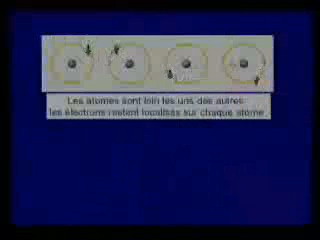 Les atomes sont loin les uns des autres
les électrons restent localisés sur chaque atome.